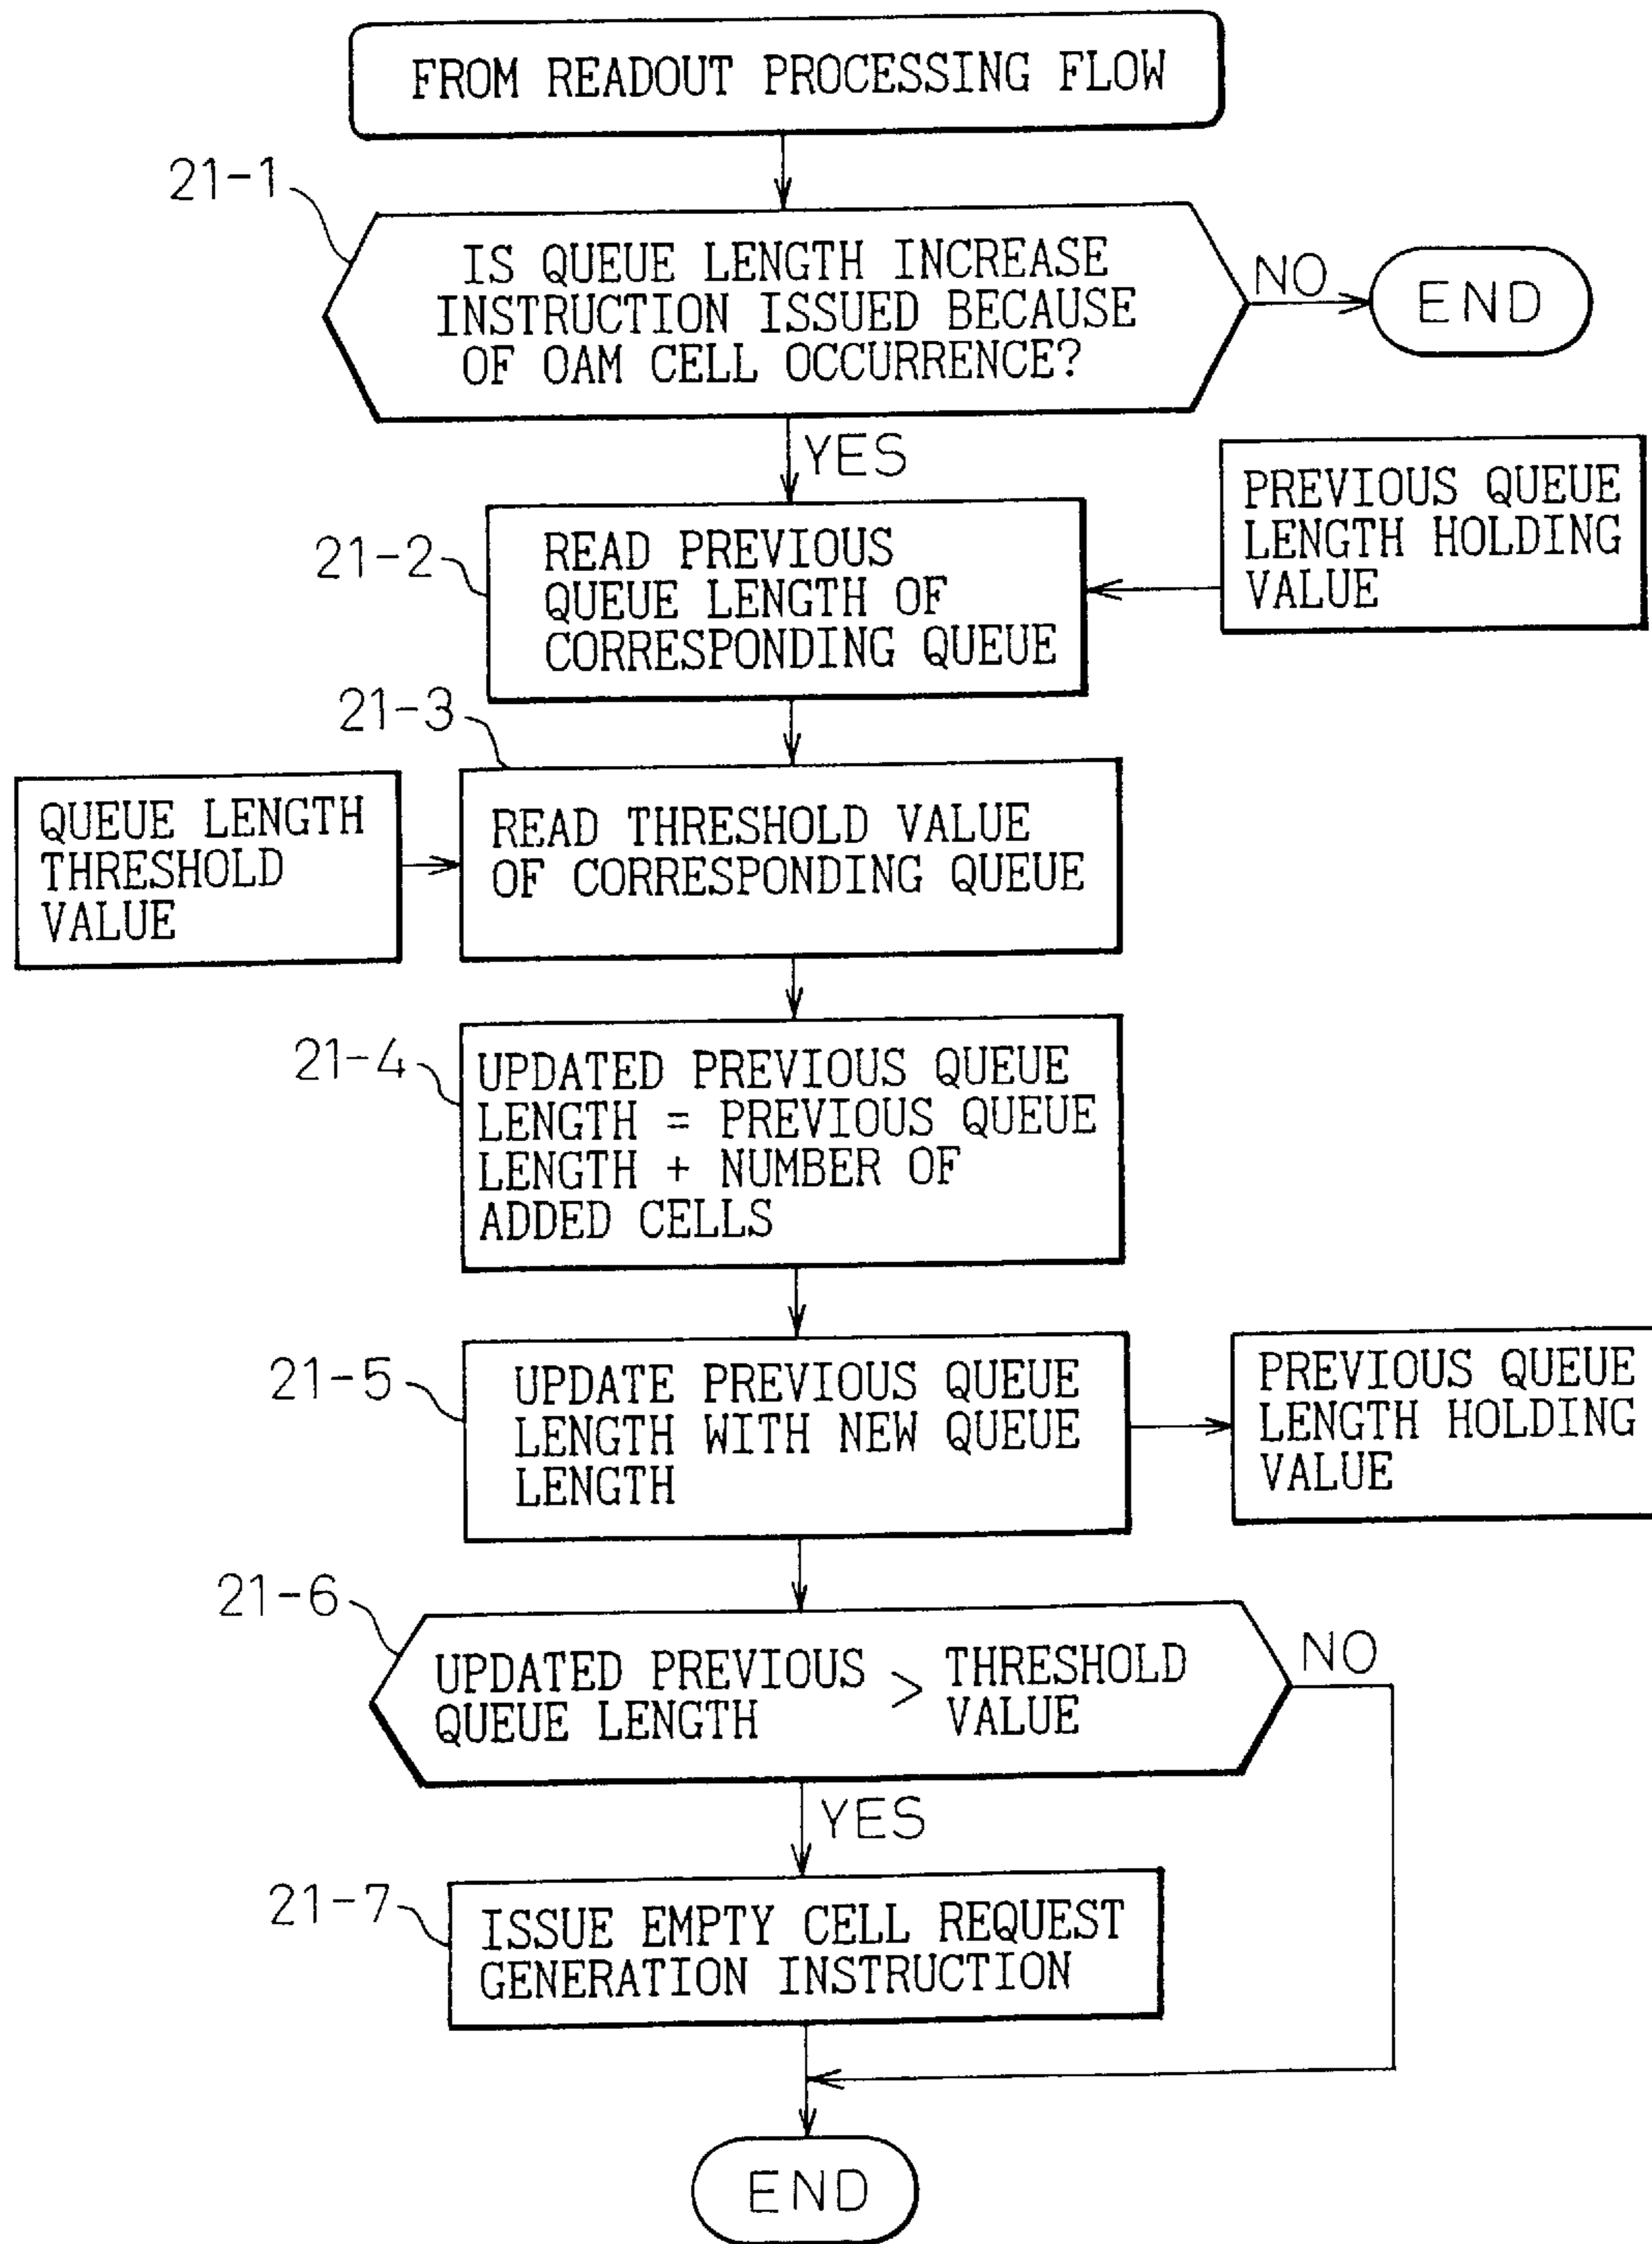 FROM READOUT PROCESSING FLOW
21-1
IS QUEUE LENGTH INCREASE
INSTRUCTION ISSUED BECAUSE
OF OAM CELL OCCURRENCE?
NO
END
YES
PREVIOUS QUEUE
LENGTH HOLDING
VALUE
21-2
READ PREVIOUS
QUEUE LENGTH OF
CORRESPONDING QUEUE
21-3
QUEUE LENGTH
THRESHOLD
VALUE
READ THRESHOLD VALUE
OF CORRESPONDING QUEUE
21-4
UPDATED PREVIOUS QUEUE
LENGTH = PREVIOUS QUEUE
LENGTH + NUMBER OF
ADDED CELLS
21-5
UPDATE PREVIOUS QUEUE
LENGTH WITH NEW QUEUE
LENGTH
PREVIOUS QUEUE
LENGTH HOLDING
VALUE
21-6
UPDATED PREVIOUS
QUEUE LENGTH
>
THRESHOLD
VALUE
NO
YES
21-7
ISSUE EMPTY CELL REQUEST
GENERATION INSTRUCTION
END